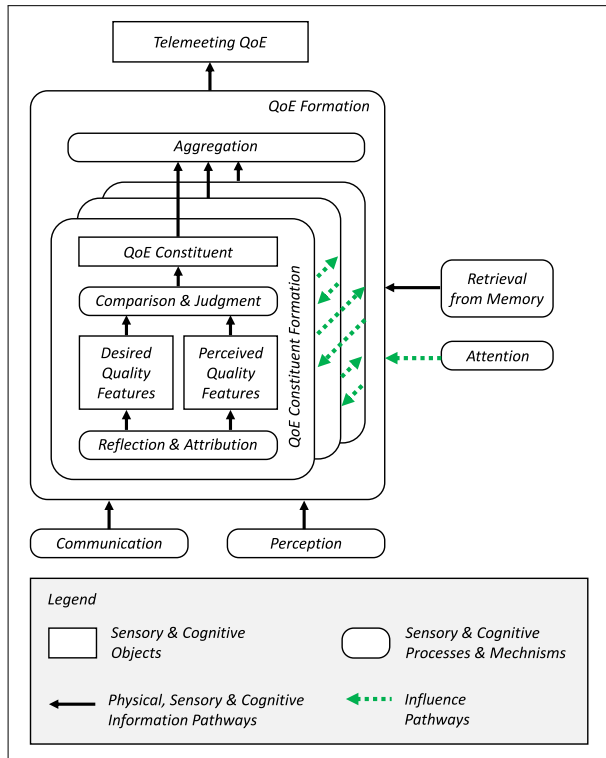 Telemeeting QoE
QoE Formation
Aggregation
QoE Constituent
Comparison & Judgment
Desired
Quality
Features
Perceived
Quality
Features
Reflection & Attribution
QoE Constituent Formation
Retrieval
from Memory
Attention
Communication
Perception
Legend
Sensory & Cognitive
Objects
Sensory & Cognitive
Processes & Mechnisms
Physical, Sensory & Cognitive
Information Pathways
Influence
Pathways